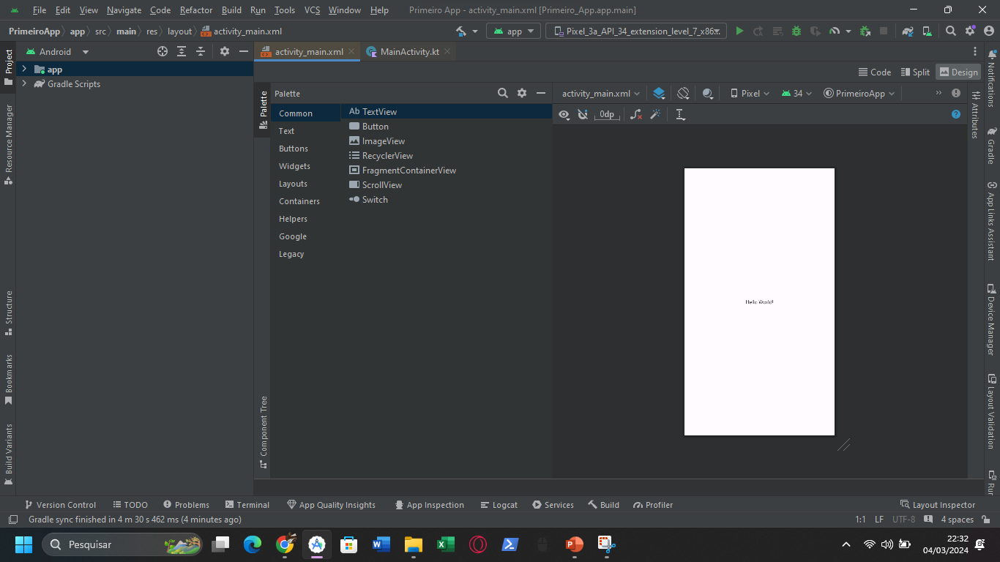 File Edit View Navigate Code Refactor Build Run Tools VCS Window Help Primeiro App - activity_main.xml [Primeiro_App.app.main]
PrimeiroApp app src main res layout activity_main.xml app Pixel_3a_API_34_extension_level_7_x86
Project
Resource Manager
Structure
Bookmarks
Build Variants
Android
app
Gradle Scripts
activity_main.xml MainActivity.kt
Code Split Design
Palette
Component Tree
Palette
Common
Text
Buttons
Widgets
Layouts
Containers
Helpers
Google
Legacy
Ab TextView
Button
ImageView
RecyclerView
FragmentContainerView
ScrollView
Switch
activity_main.xml Pixel 34 PrimeiroApp
0dp
Hello World!
Attributes
Notifications
Gradle
App Links Assistant
Device Manager
Layout Validation
Run
Version Control TODO Problems Terminal App Quality Insights App Inspection Logcat Services Build Profiler Layout Inspector
Gradle sync finished in 4 m 30 s 462 ms (4 minutes ago) 1:1 LF UTF-8 4 spaces
Pesquisar
22:32
04/03/2024